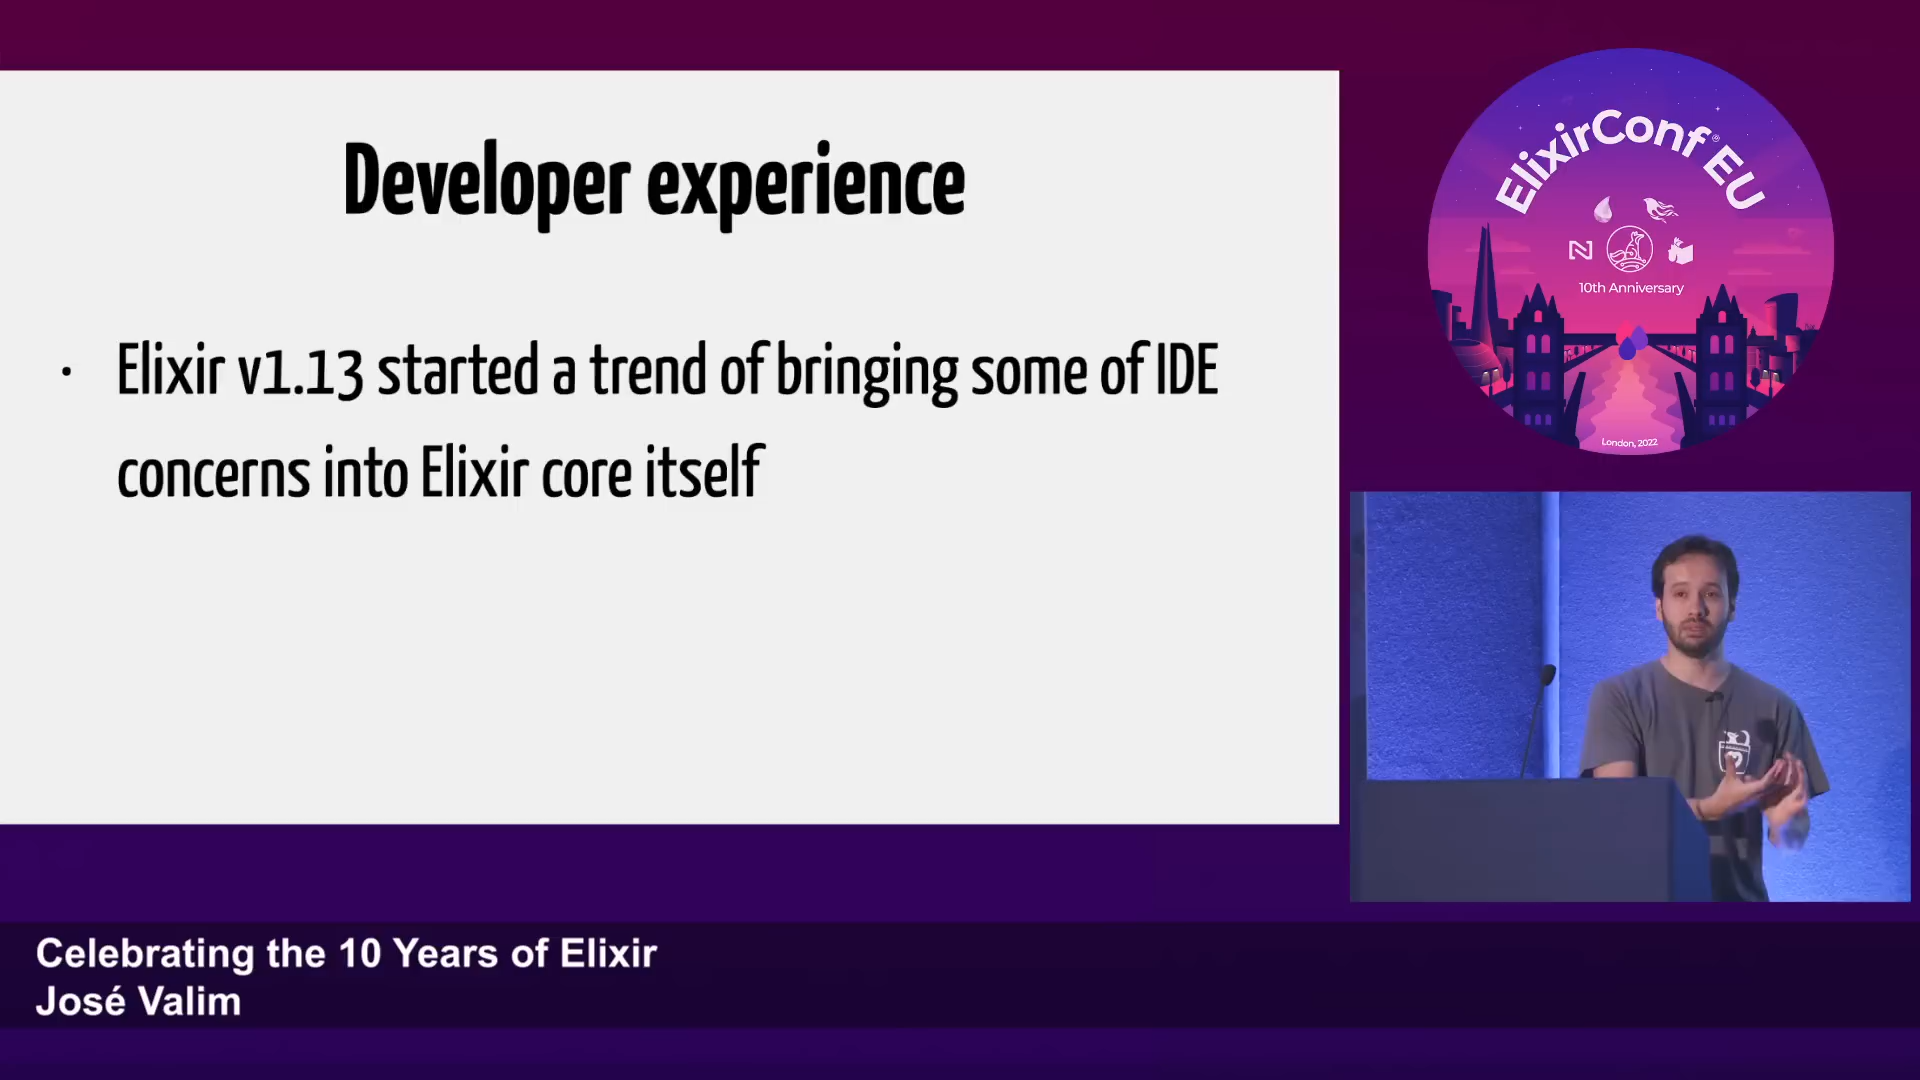 Developer experience
· Elixir v1.13 started a trend of bringing some of IDE
concerns into Elixir core itself
ElixirConf® EU
10th Anniversary
London, 2022
Celebrating the 10 Years of Elixir
José Valim